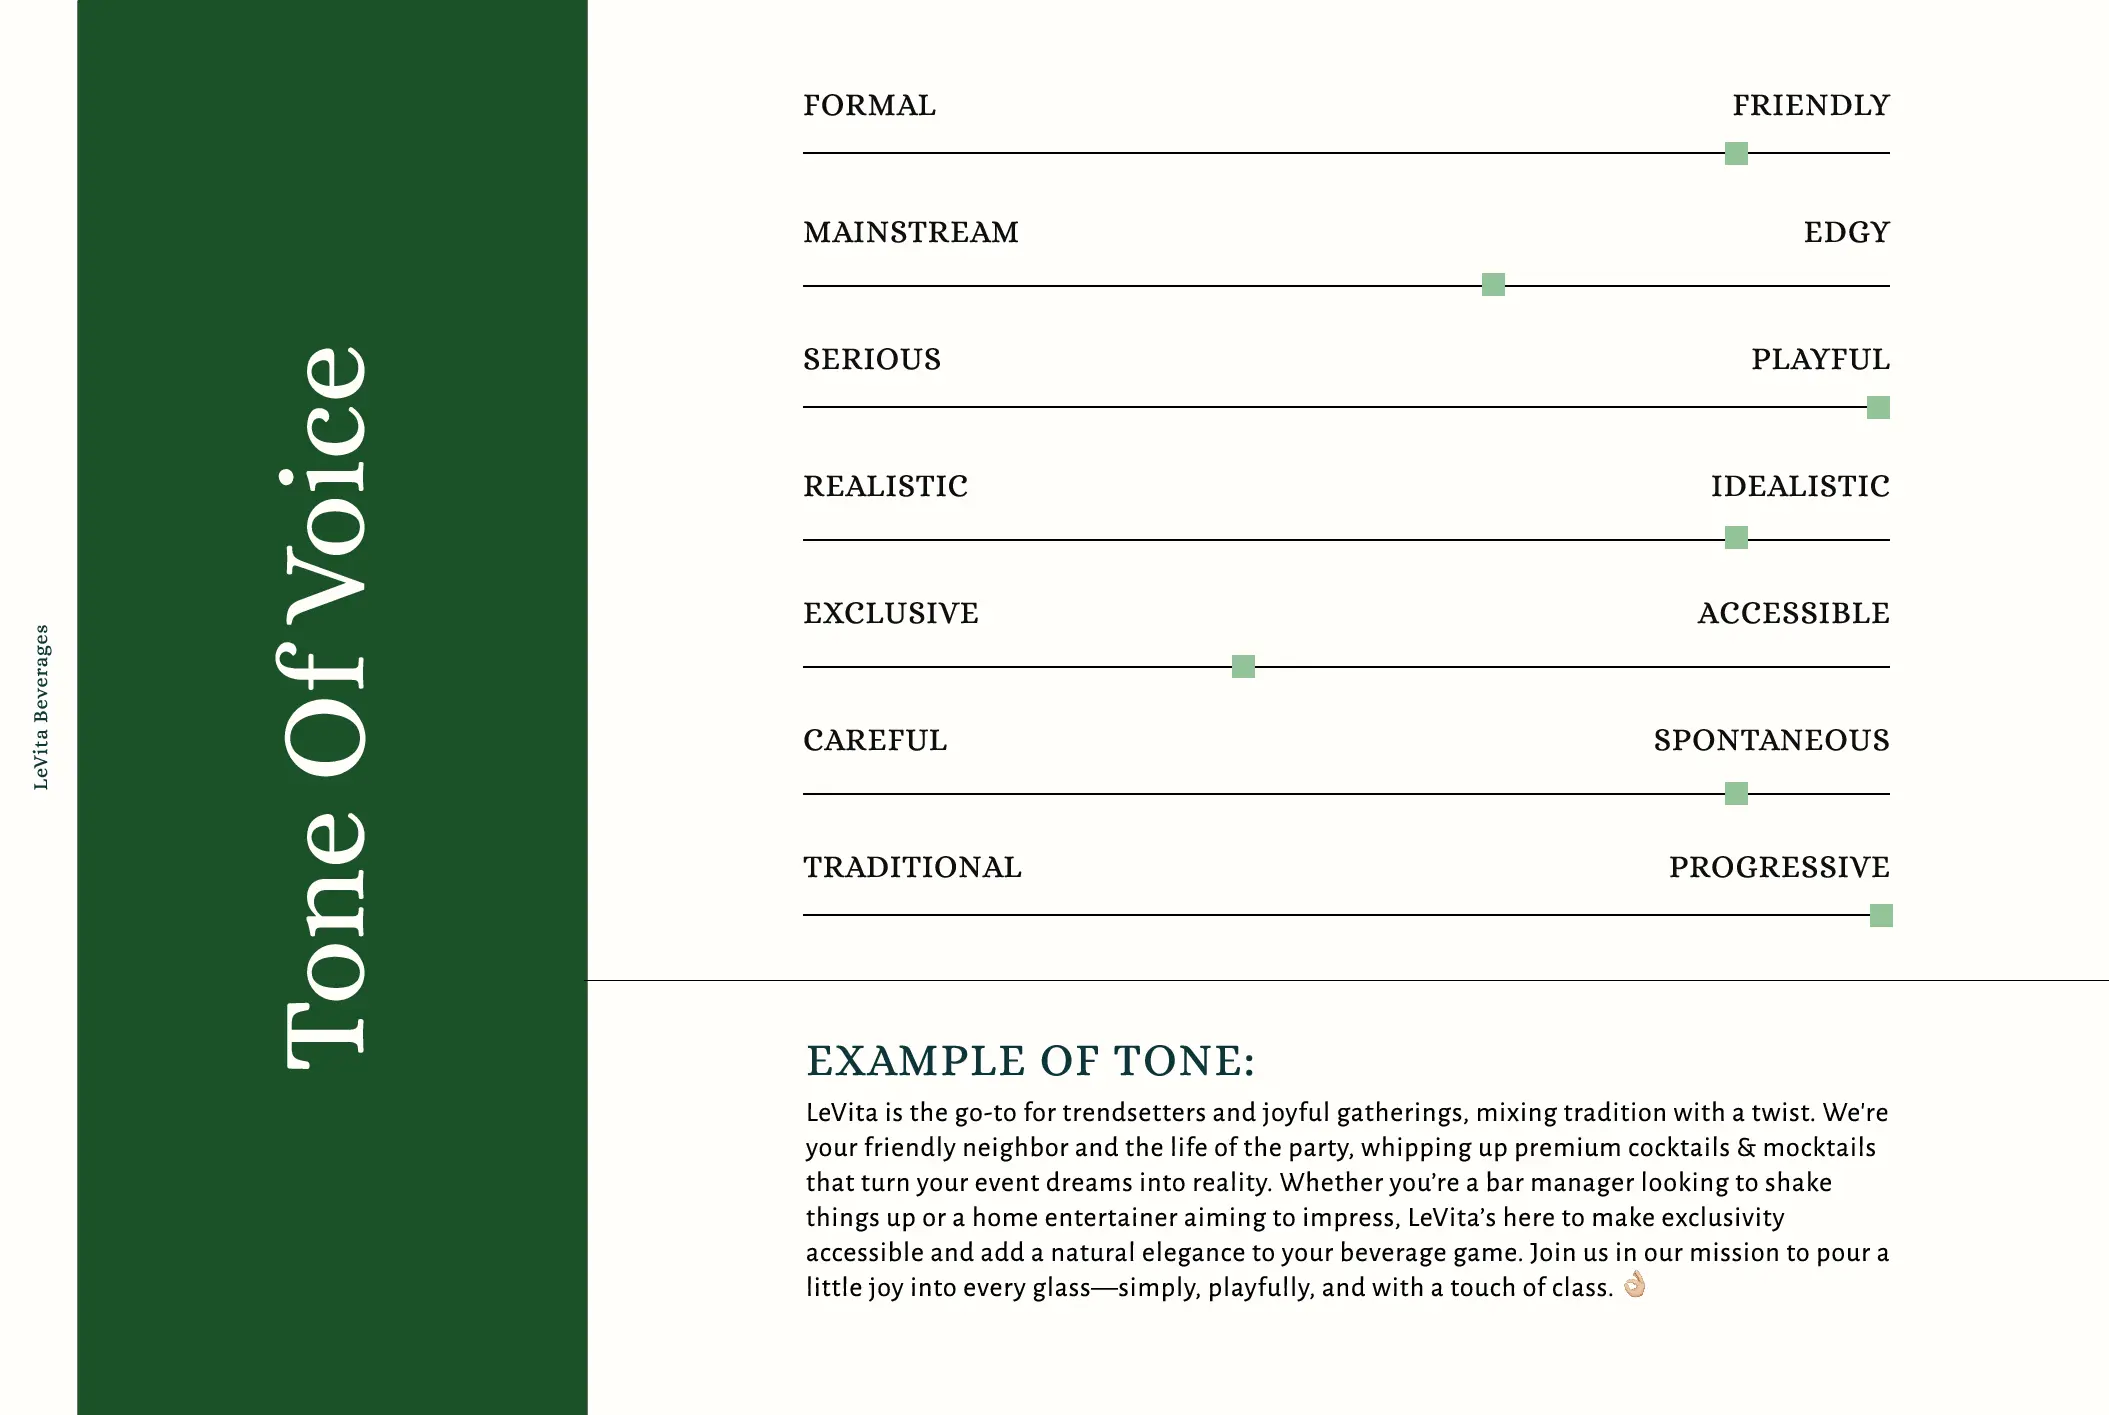 LeVita Beverages
Tone Of Voice
FORMAL FRIENDLY
MAINSTREAM EDGY
SERIOUS PLAYFUL
REALISTIC IDEALISTIC
EXCLUSIVE ACCESSIBLE
CAREFUL SPONTANEOUS
TRADITIONAL PROGRESSIVE
EXAMPLE OF TONE:
LeVita is the go-to for trendsetters and joyful gatherings, mixing tradition with a twist. We're
your friendly neighbor and the life of the party, whipping up premium cocktails & mocktails
that turn your event dreams into reality. Whether you’re a bar manager looking to shake
things up or a home entertainer aiming to impress, LeVita’s here to make exclusivity
accessible and add a natural elegance to your beverage game. Join us in our mission to pour a
little joy into every glass—simply, playfully, and with a touch of class. 👌🏼